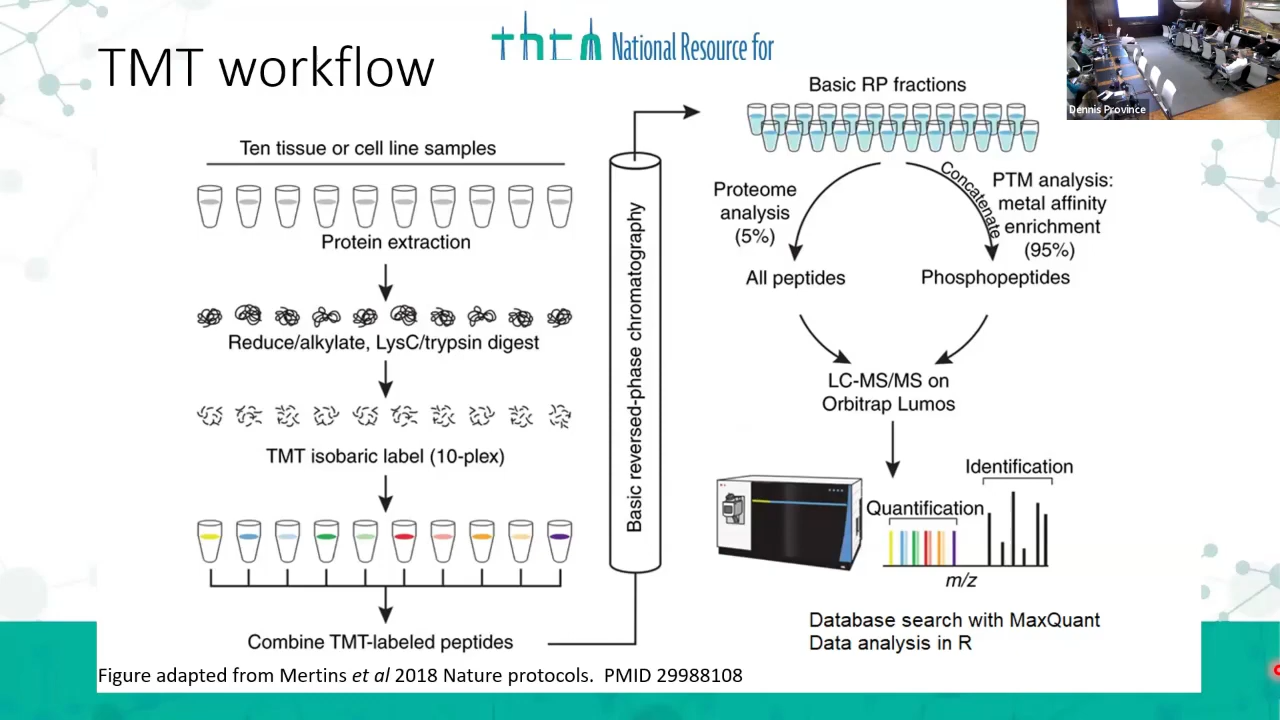 TMT workflow
National Resource for
Dennis Province
Ten tissue or cell line samples
Protein extraction
Reduce/alkylate, LysC/trypsin digest
TMT isobaric label (10-plex)
Combine TMT-labeled peptides
Basic reversed-phase chromatography
Basic RP fractions
Proteome
analysis
(5%)
Concatenate
PTM analysis:
metal affinity
enrichment
(95%)
All peptides
Phosphopeptides
LC-MS/MS on
Orbitrap Lumos
Identification
Quantification
m/z
Database search with MaxQuant
Data analysis in R
Figure adapted from Mertins et al 2018 Nature protocols.  PMID 29988108